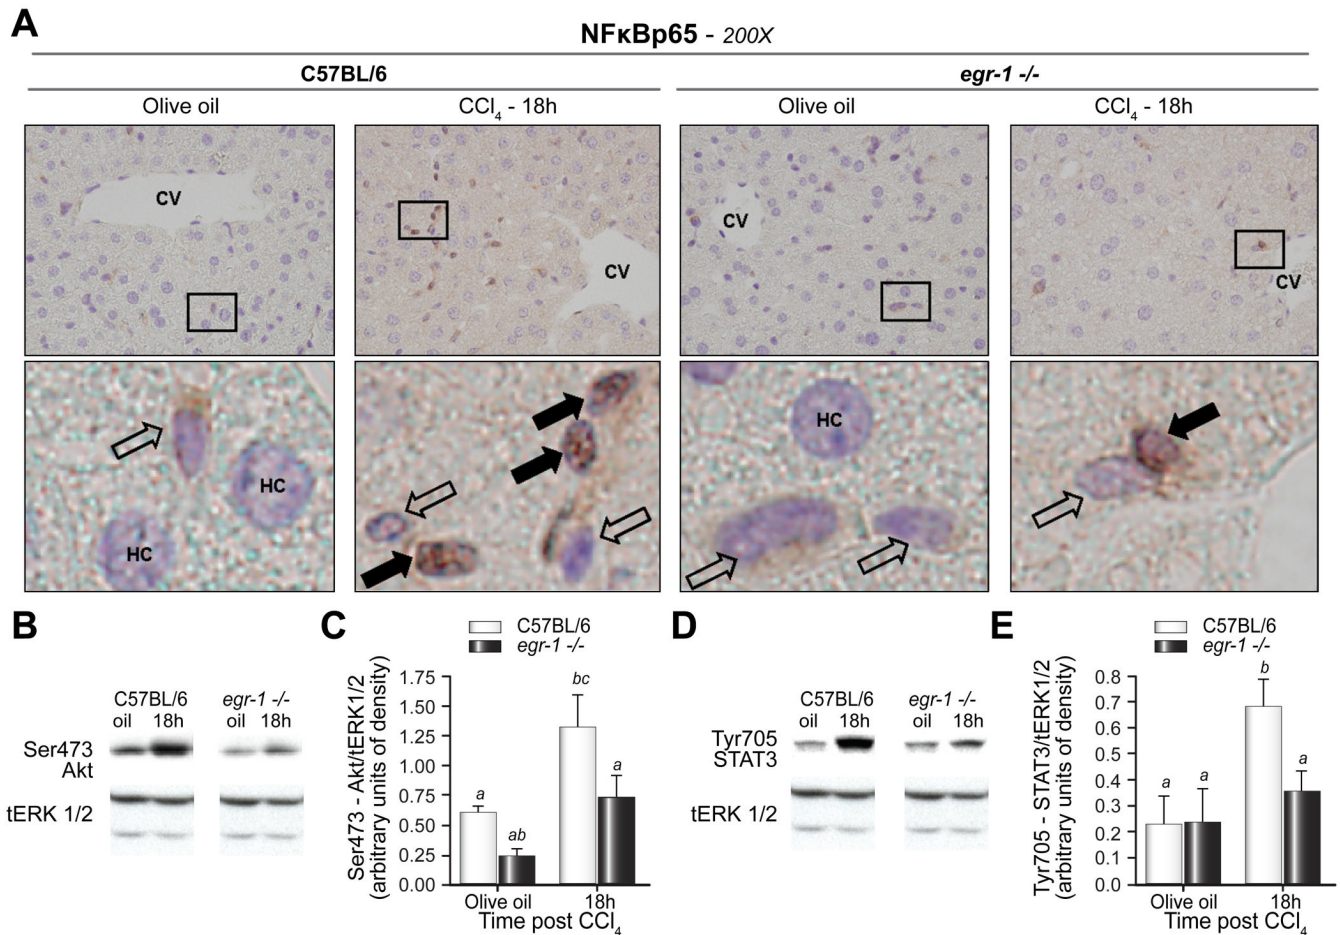 A
NFκBp65 - 200X
C57BL/6
egr-1 -/-
Olive oil
CCl4 - 18h
Olive oil
CCl4 - 18h
CV
CV
CV
CV
HC
HC
HC
B
C57BL/6
egr-1 -/-
oil 18h
oil 18h
Ser473
Akt
tERK 1/2
C
C57BL/6
egr-1 -/-
Ser473 - Akt/tERK1/2
(arbitrary units of density)
1.75
1.50
1.25
1.00
0.75
0.50
0.25
0.00
a
ab
bc
a
Olive oil
18h
Time post CCl4
D
C57BL/6
egr-1 -/-
oil 18h
oil 18h
Tyr705
STAT3
tERK 1/2
E
C57BL/6
egr-1 -/-
Tyr705 - STAT3/tERK1/2
(arbitrary units of density)
0.8
0.7
0.6
0.5
0.4
0.3
0.2
0.1
0.0
a
a
b
a
Olive oil
18h
Time post CCl4